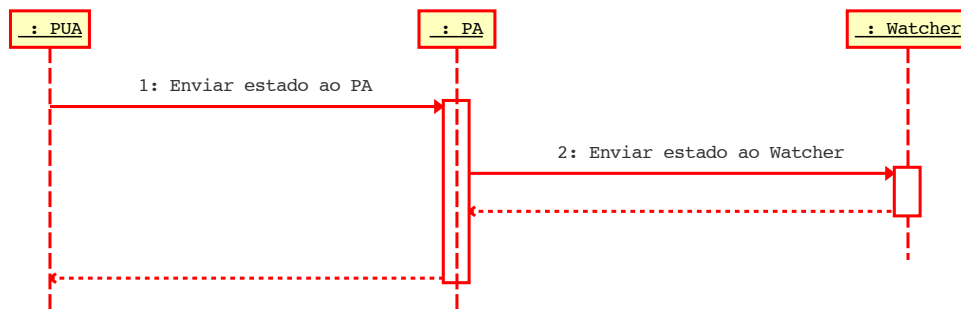 : PUA
: PA
: Watcher
1: Enviar estado ao PA
2: Enviar estado ao Watcher